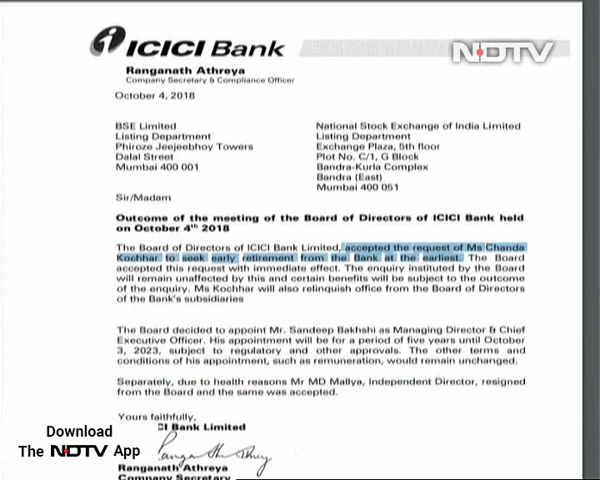 ICICI Bank
NDTV
Ranganath Athreya
Company Secretary & Compliance Officer
October 4, 2018
BSE Limited
Listing Department
Phiroze Jeejeebhoy Towers
Dalal Street
Mumbai 400 001
National Stock Exchange of India Limited
Listing Department
Exchange Plaza, 5th floor
Plot No. C/1, G Block
Bandra-Kurla Complex
Bandra (East)
Mumbai 400 051
Sir/Madam
Outcome of the meeting of the Board of Directors of ICICI Bank held
on October 4th 2018
The Board of Directors of ICICI Bank Limited, accepted the request of Ms Chanda
Kochhar to seek early retirement from the Bank at the earliest. The Board
accepted this request with immediate effect. The enquiry instituted by the Board
will remain unaffected by this and certain benefits will be subject to the outcome
of the enquiry. Ms Kochhar will also relinquish office from the Board of Directors
of the Bank's subsidiaries
The Board decided to appoint Mr. Sandeep Bakhshi as Managing Director & Chief
Executive Officer. His appointment will be for a period of five years until October
3, 2023, subject to regulatory and other approvals. The other terms and
conditions of his appointment, such as remuneration, would remain unchanged.
Separately, due to health reasons Mr MD Mallya, Independent Director, resigned
from the Board and the same was accepted.
Yours faithfully,
CI Bank Limited
Ranganath Athreya
Company Secretary
Download
The NDTV App